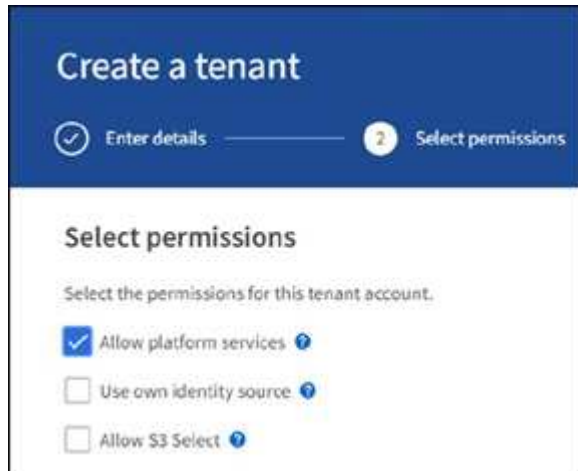 Create a tenant
Enter details 2 Select permissions
Select permissions
Select the permissions for this tenant account.
Allow platform services ?
Use own identity source ?
Allow S3 Select ?